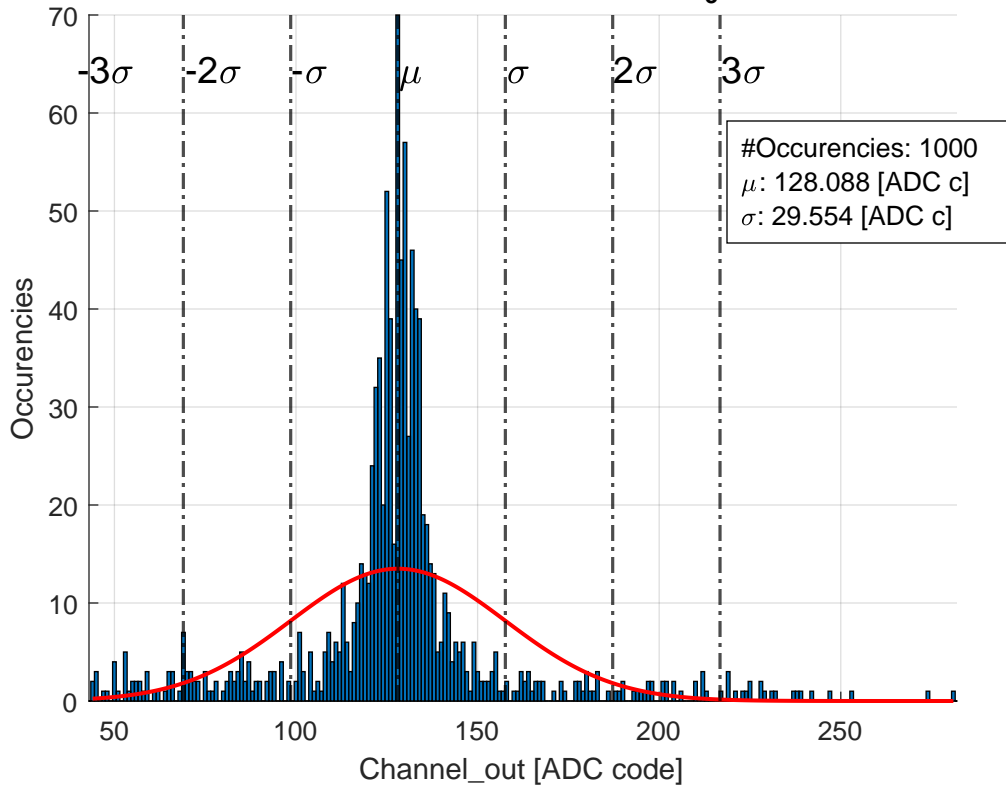 70
60
50
40
30
20
10
0
-3σ
-2σ
-σ
μ
σ
2σ
3σ
#Occurencies: 1000
μ: 128.088 [ADC c]
σ: 29.554 [ADC c]
Occurencies
50
100
150
200
250
Channel_out [ADC code]